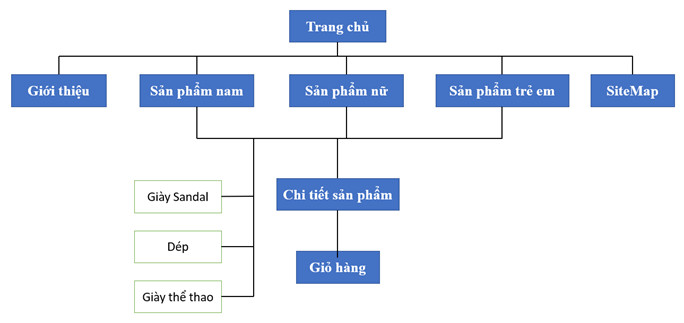 Trang chủ
Giới thiệu
Sản phẩm nam
Sản phẩm nữ
Sản phẩm trẻ em
SiteMap
Giày Sandal
Chi tiết sản phẩm
Dép
Giỏ hàng
Giày thể thao